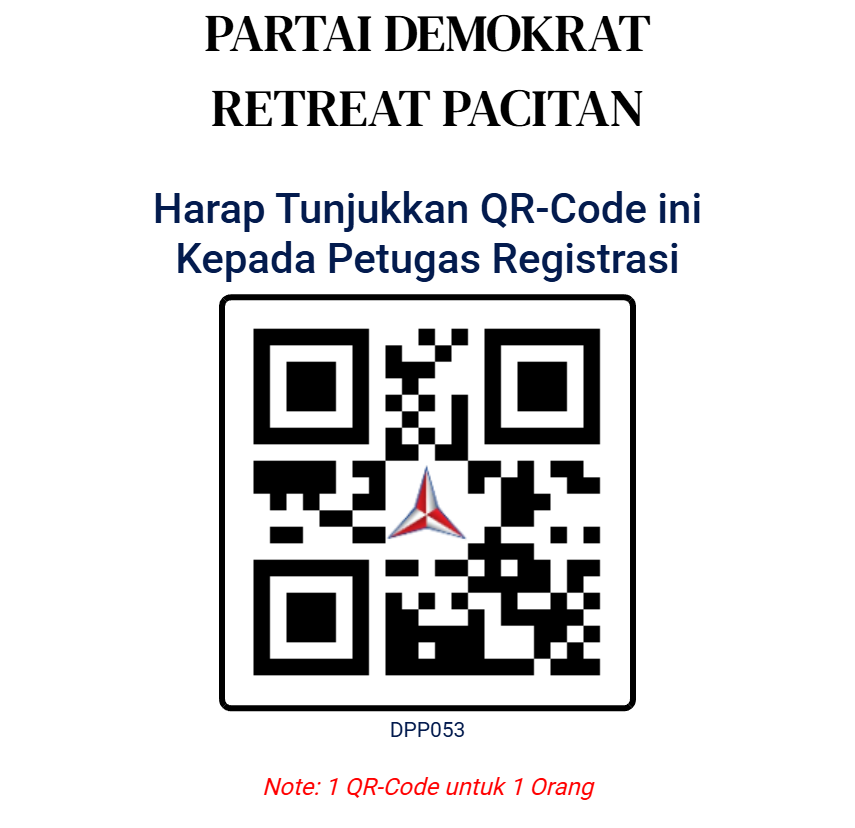 PARTAI DEMOKRAT
RETREAT PACITAN
Harap Tunjukkan QR-Code ini
Kepada Petugas Registrasi
DPP053
Note: 1 QR-Code untuk 1 Orang